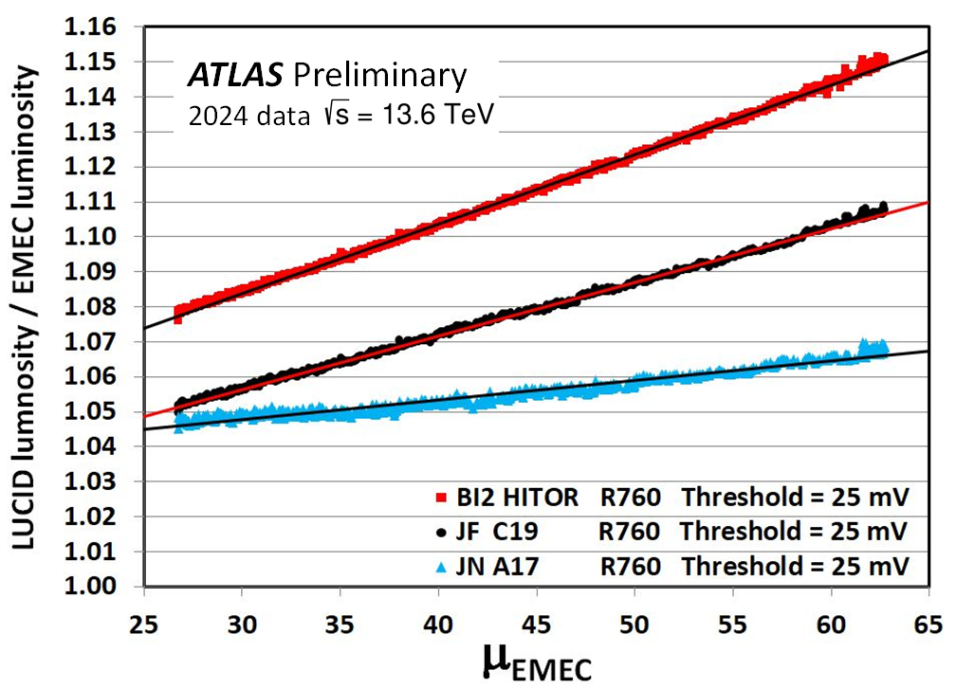 1.16
1.15
1.14
1.13
1.12
1.11
1.10
1.09
1.08
1.07
1.06
1.05
1.04
1.03
1.02
1.01
1.00
LUCID lumnosity / EMEC luminosity
ATLAS Preliminary
2024 data √s = 13.6 TeV
BI2 HITOR R760 Threshold = 25 mV
JF C19 R760 Threshold = 25 mV
JN A17 R760 Threshold = 25 mV
25 30 35 40 45 50 55 60 65
μEMEC